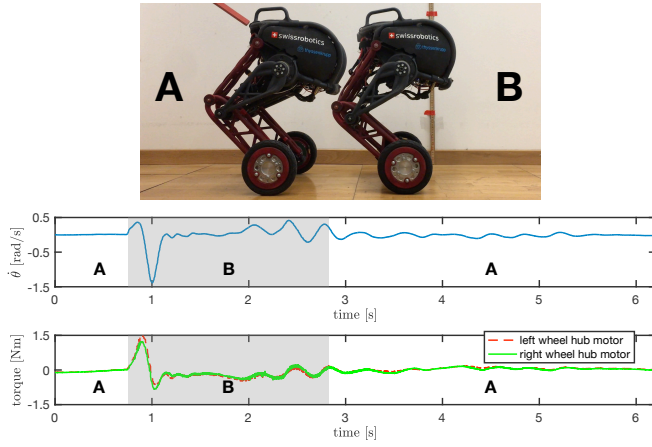 A
swissrobotics
swissrobotics
B
0.5
-0.5
-1.5
θ̇ [rad/s]
A
B
A
0
1
2
3
4
5
6
time [s]
1.5
0
-1.5
torque [Nm]
left wheel hub motor
right wheel hub motor
A
B
A
0
1
2
3
4
5
6
time [s]